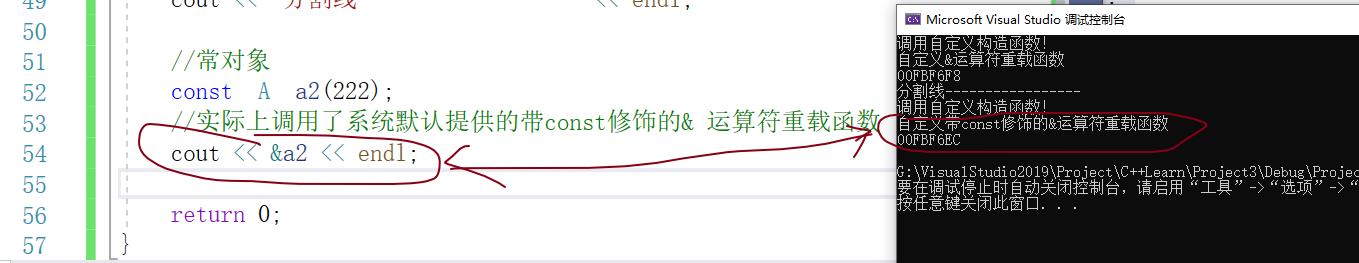 49 cout << 分割线 << endl;
50
51 //常对象
52 const A a2(222);
53 //实际上调用了系统默认提供的带const修饰的& 运算符重载函数
54 cout << &a2 << endl;
55
56 return 0;
57 }
Microsoft Visual Studio 调试控制台
调用自定义构造函数!
自定义&运算符重载函数
00FBF6F8
分割线-----------------
调用自定义构造函数!
自定义带const修饰的&运算符重载函数
00FBF6EC
G:\VisualStudio2019\Project\C++Learn\Project3\Debug\Projec
要在调试停止时自动关闭控制台，请启用“工具”->“选项”->“
按任意键关闭此窗口. . .